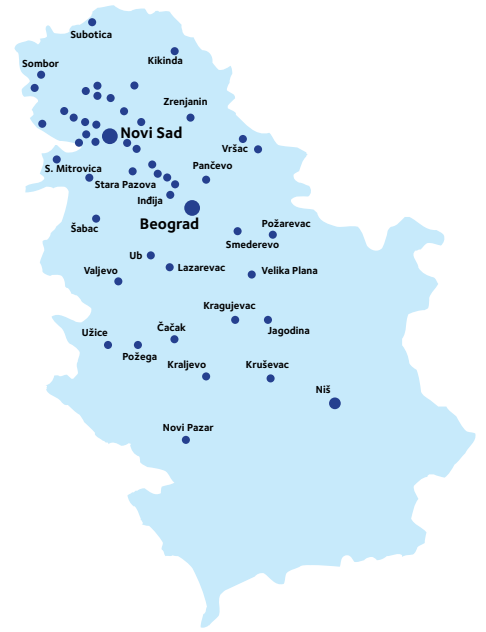 Subotica
Sombor
Kikinda
Zrenjanin
Novi Sad
Vršac
S. Mitrovica
Pančevo
Stara Pazova
Inđija
Beograd
Šabac
Požarevac
Smederevo
Ub
Lazarevac
Valjevo
Velika Plana
Kragujevac
Čačak
Jagodina
Užice
Požega
Kraljevo
Kruševac
Niš
Novi Pazar